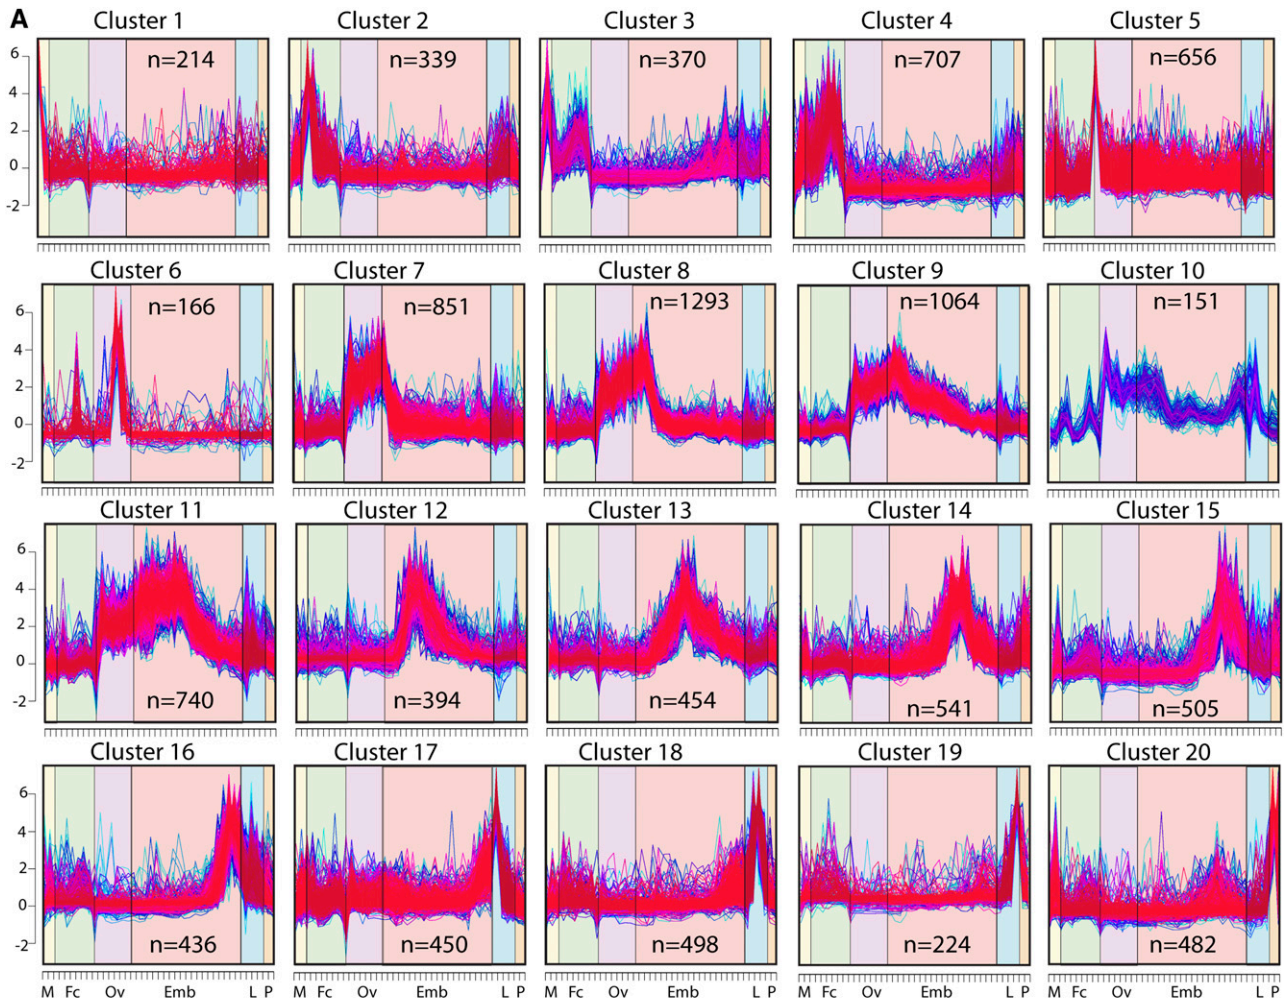 A
Cluster 1 Cluster 2 Cluster 3 Cluster 4 Cluster 5
6 n=214 n=339 n=370 n=707 n=656
4
2
0
-2
Cluster 6 Cluster 7 Cluster 8 Cluster 9 Cluster 10
6 n=166 n=851 n=1293 n=1064 n=151
4
2
0
-2
Cluster 11 Cluster 12 Cluster 13 Cluster 14 Cluster 15
6
4
2
0
-2 n=740 n=394 n=454 n=541 n=505
Cluster 16 Cluster 17 Cluster 18 Cluster 19 Cluster 20
6
4
2
0
-2 n=436 n=450 n=498 n=224 n=482
M Fc Ov Emb L P M Fc Ov Emb L P M Fc Ov Emb L P M Fc Ov Emb L P M Fc Ov Emb L P